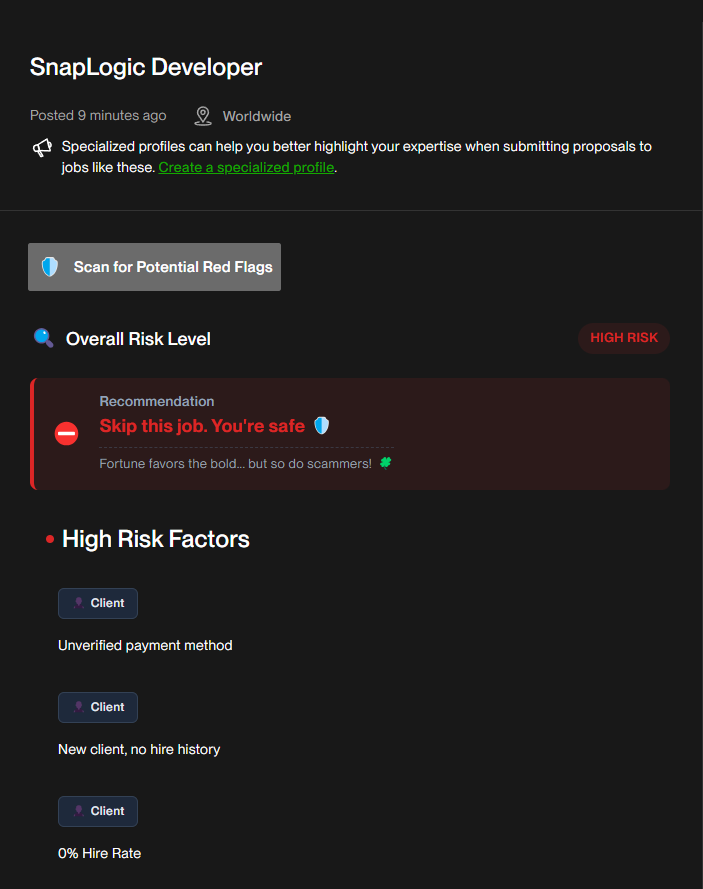 SnapLogic Developer
Posted 9 minutes ago Worldwide
Specialized profiles can help you better highlight your expertise when submitting proposals to
jobs like these. Create a specialized profile.
Scan for Potential Red Flags
Overall Risk Level HIGH RISK
Recommendation
Skip this job. You're safe
Fortune favors the bold... but so do scammers!
High Risk Factors
Client
Unverified payment method
Client
New client, no hire history
Client
0% Hire Rate